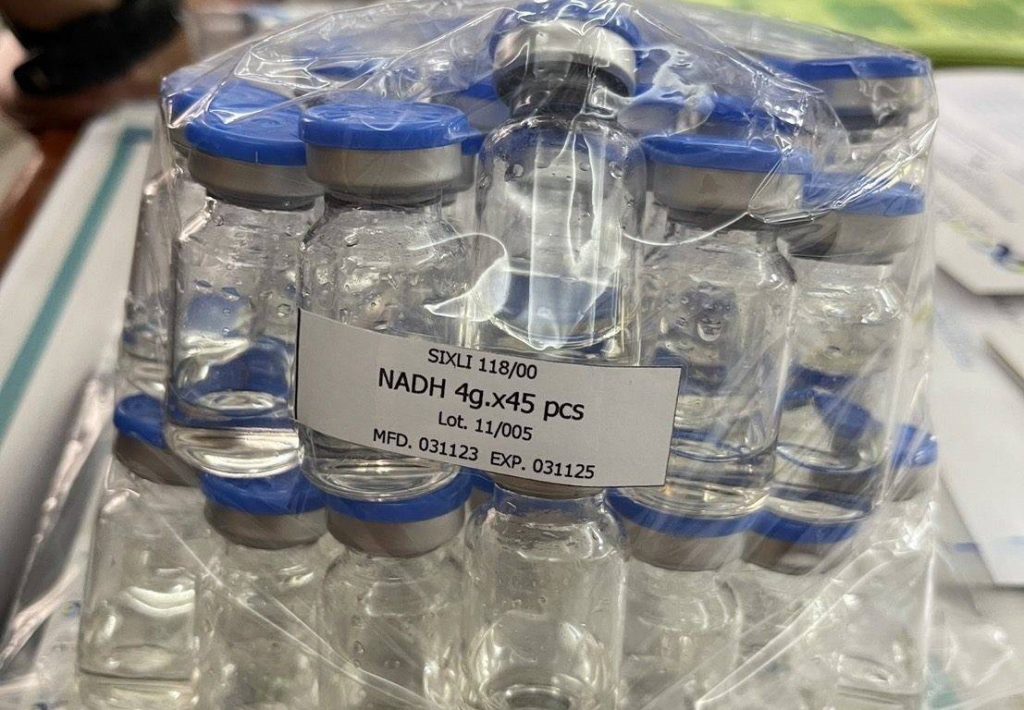 SIXLI 118/00
NADH 4g.x45 pcs
Lot. 11/005
MFD. 031123 EXP. 031125